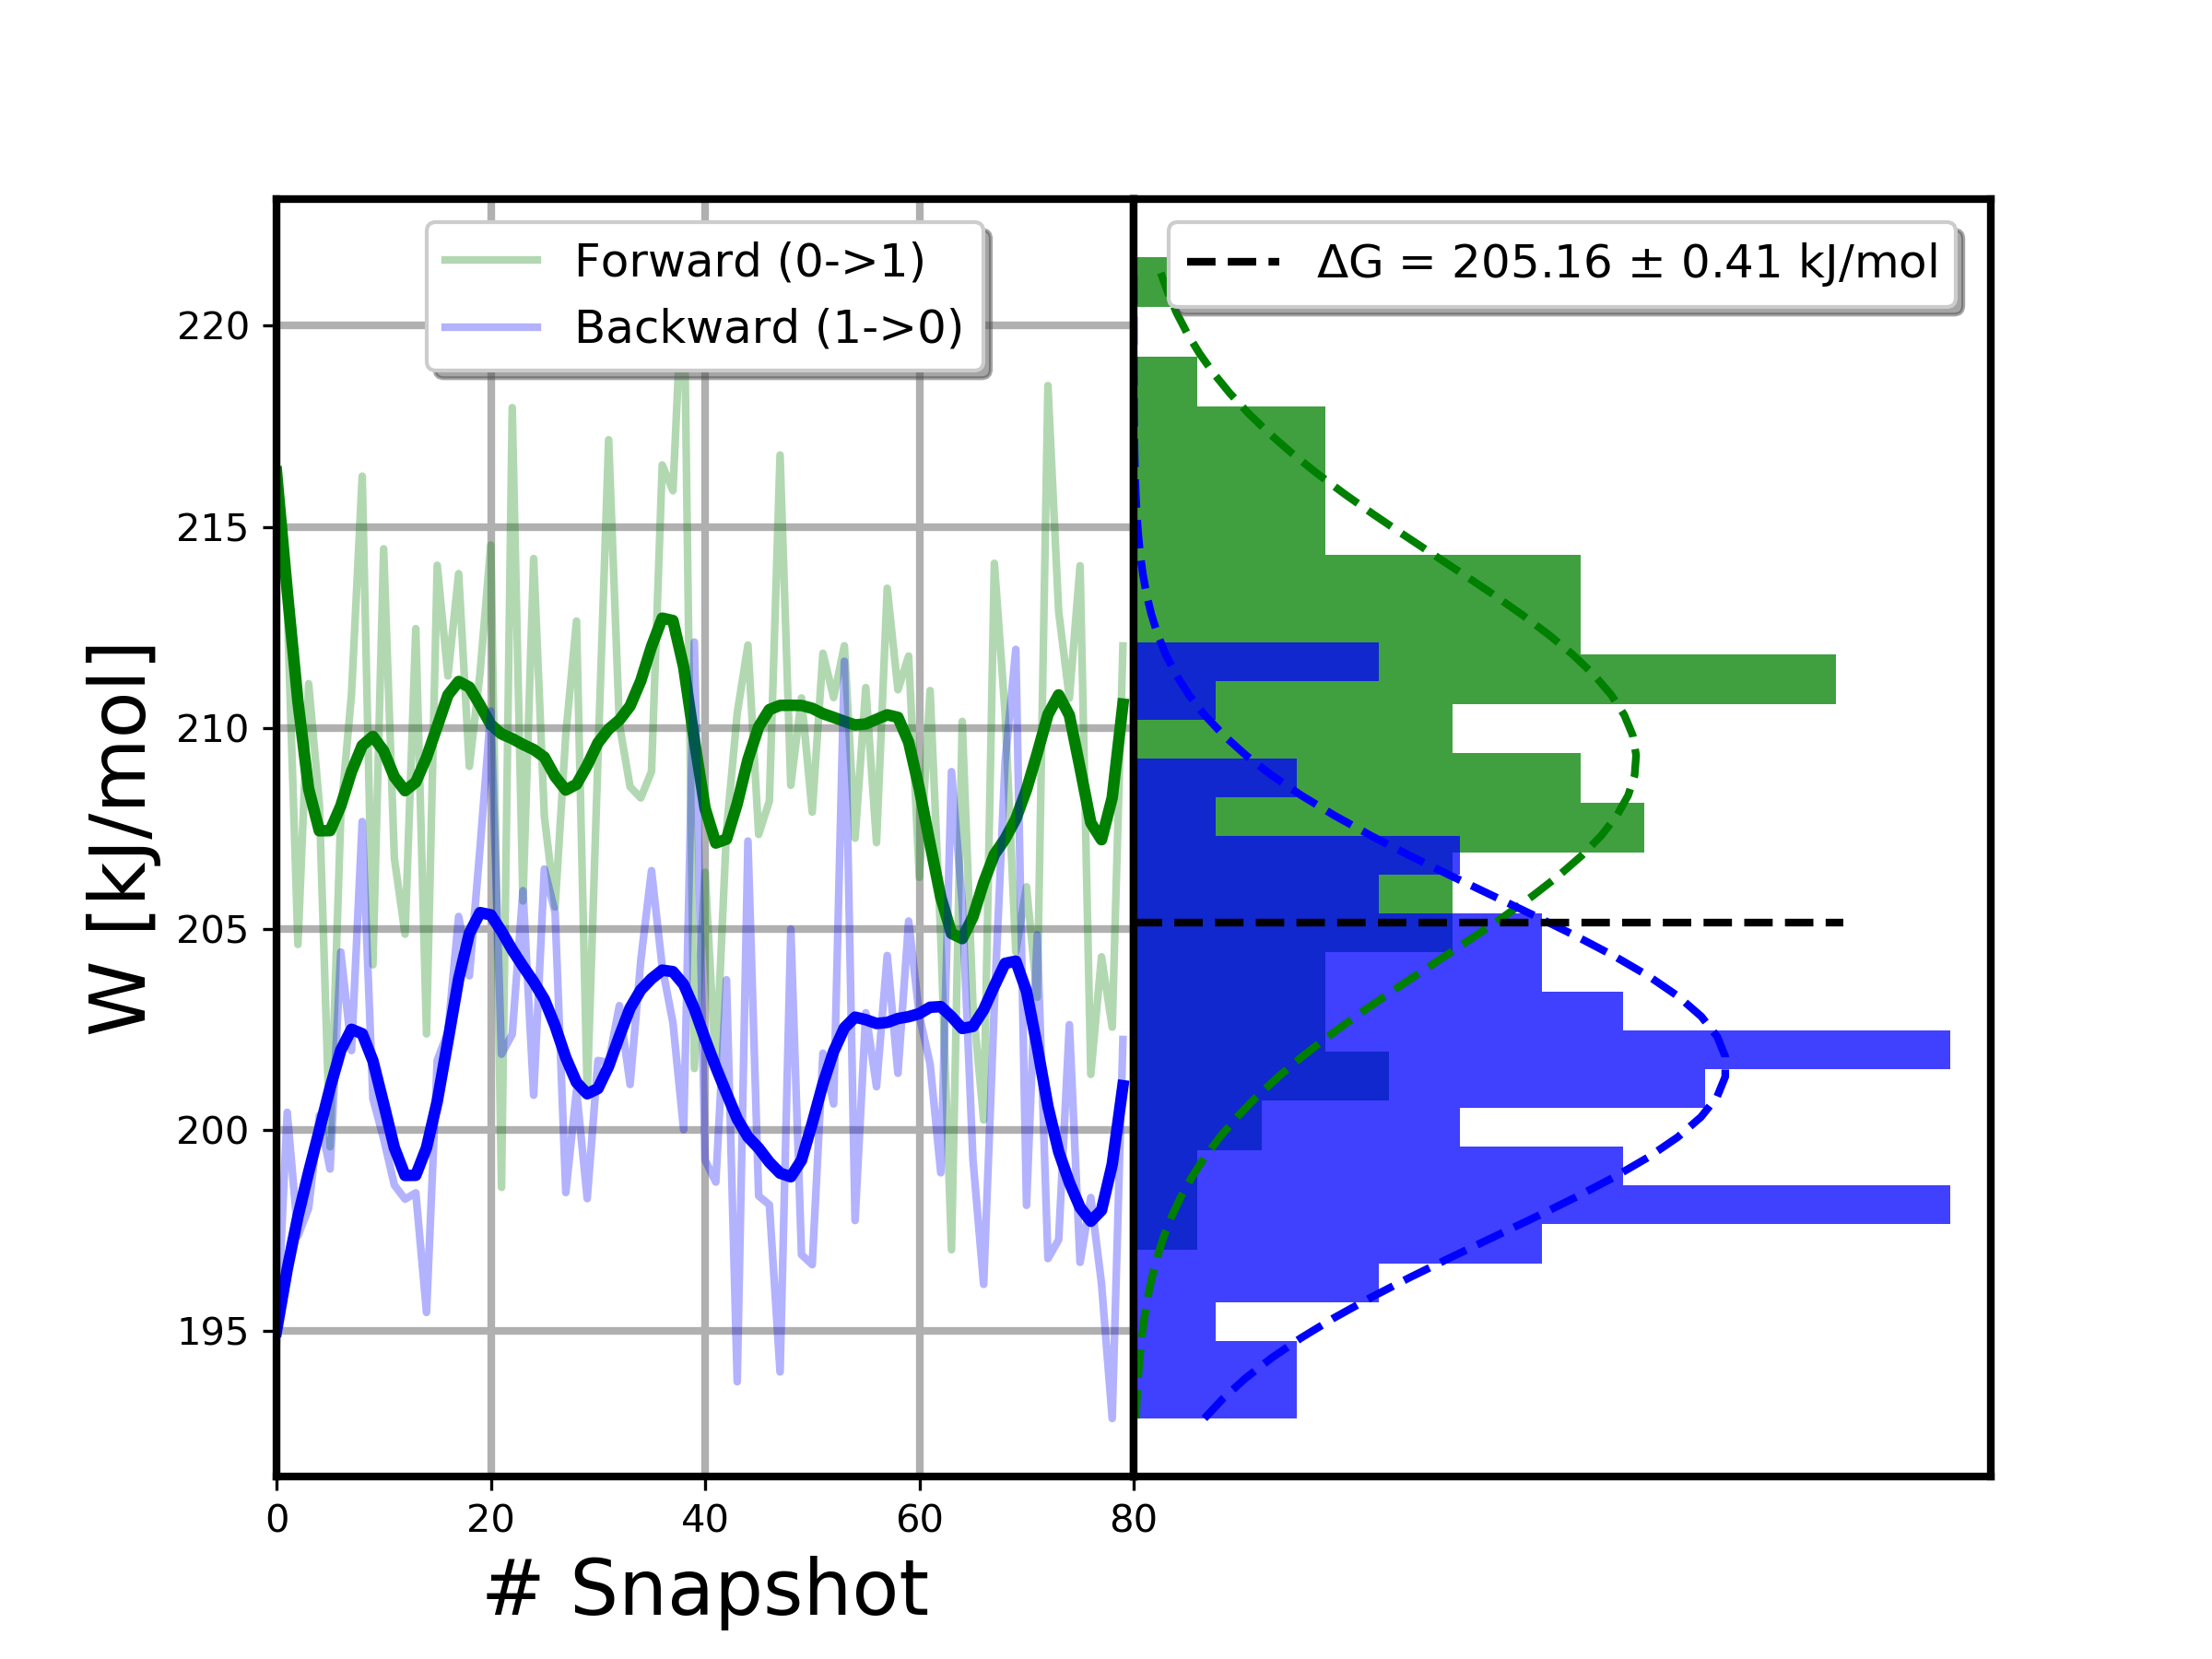 Forward (0->1)
Backward (1->0)
ΔG = 205.16 ± 0.41 kJ/mol
W [kJ/mol]
220
215
210
205
200
195
0 20 40 60 80
# Snapshot